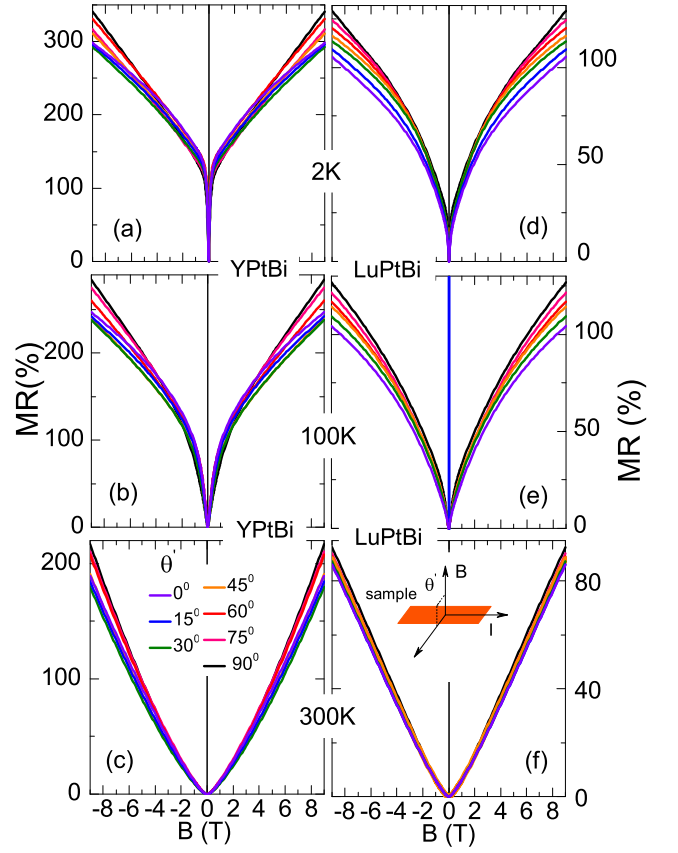 300
200
100
0
(a)
2K
100
50
0
(d)
YPtBi
LuPtBi
MR(%)
200
100
0
(b)
100K
100
50
0
(e)
MR (%)
YPtBi
LuPtBi
200
100
0
θ'
0⁰
15⁰
30⁰
45⁰
60⁰
75⁰
90⁰
(c)
300K
sample
θ'
B
I
80
40
0
(f)
-8 -6 -4 -2 0 2 4 6 8
-8 -6 -4 -2 0 2 4 6 8
B (T)
B (T)